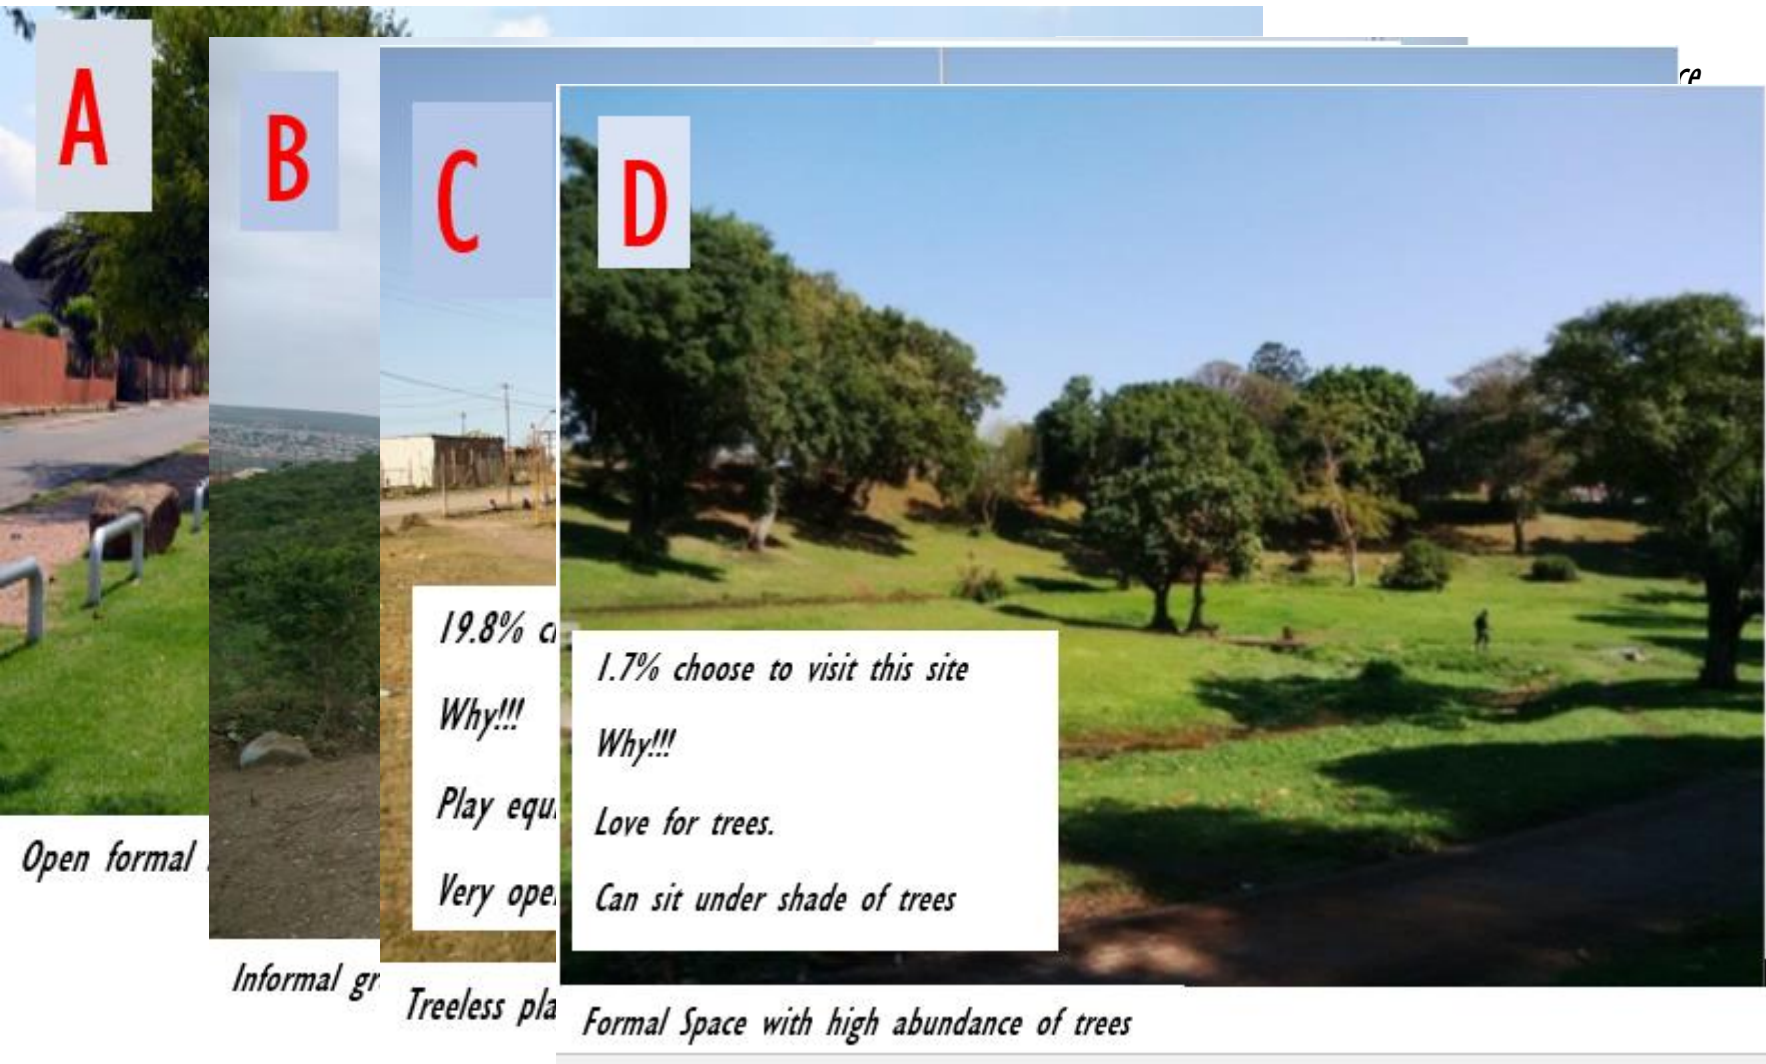 A
B
C
D
19.8%
Why!!!
Play
Very
1.7% choose to visit this site
Why!!!
Love for trees.
Can sit under shade of trees
Open formal
Informal
Treeless
Formal Space with high abundance of trees